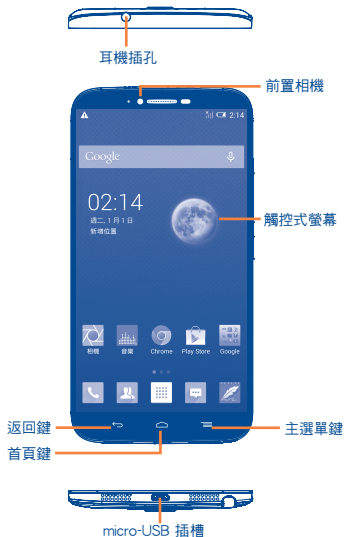 耳機插孔
前置相機
2:14
Google
02:14
週二, 1 月 1 日
新增位置
觸控式螢幕
相機 音樂 Chrome Play Store Google
返回鍵
主選單鍵
首頁鍵
micro-USB 插槽